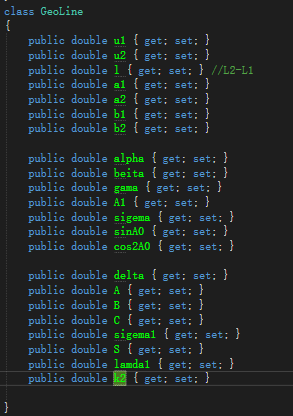 class GeoLine
{
public double u1 { get; set; }
public double u2 { get; set; }
public double l { get; set; } //L2-L1
public double a1 { get; set; }
public double a2 { get; set; }
public double b1 { get; set; }
public double b2 { get; set; }
public double alpha { get; set; }
public double beita { get; set; }
public double gama { get; set; }
public double A1 { get; set; }
public double sigema { get; set; }
public double sinA0 { get; set; }
public double cos2A0 { get; set; }
public double delta { get; set; }
public double A { get; set; }
public double B { get; set; }
public double C { get; set; }
public double sigema1 { get; set; }
public double S { get; set; }
public double lamda1 { get; set; }
public double k2 { get; set; }
}